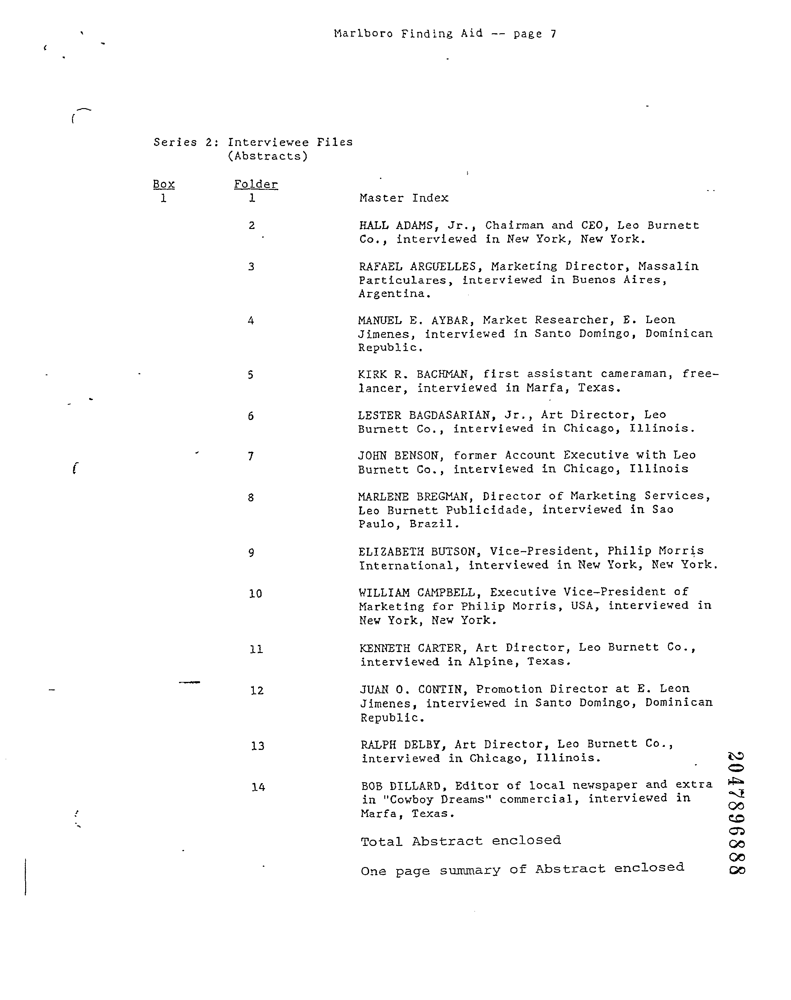 Marlboro Finding Aid -- page 7
Series 2: Interviewee Files
(Abstracts)
Box Folder
1 1 Master Index
2 HALL ADAMS, Jr., Chairman and CEO, Leo Burnett
Co., interviewed in New York, New York.
3 RAFAEL ARGUELLES, Marketing Director, Massalin
Particulares, interviewed in Buenos Aires,
Argentina.
4 MANUEL E. AYBAR, Market Researcher, E. Leon
Jimenes, interviewed in Santo Domingo, Dominican
Republic.
5 KIRK R. BACHMAN, first assistant cameraman, free-
lancer, interviewed in Marfa, Texas.
6 LESTER BAGDASARIAN, Jr., Art Director, Leo
Burnett Co., interviewed in Chicago, Illinois.
7 JOHN BENSON, former Account Executive with Leo
Burnett Co., interviewed in Chicago, Illinois
8 MARLENE BREGMAN, Director of Marketing Services,
Leo Burnett Publicidade, interviewed in Sao
Paulo, Brazil.
9 ELIZABETH BUTSON, Vice-President, Philip Morris
International, interviewed in New York, New York.
10 WILLIAM CAMPBELL, Executive Vice-President of
Marketing for Philip Morris, USA, interviewed in
New York, New York.
11 KENNETH CARTER, Art Director, Leo Burnett Co.,
interviewed in Alpine, Texas.
12 JUAN O. CONTIN, Promotion Director at E. Leon
Jimenes, interviewed in Santo Domingo, Dominican
Republic.
13 RALPH DELBY, Art Director, Leo Burnett Co.,
interviewed in Chicago, Illinois.
14 BOB DILLARD, Editor of local newspaper and extra
in "Cowboy Dreams" commercial, interviewed in
Marfa, Texas.
Total Abstract enclosed
One page summary of Abstract enclosed
2047896888